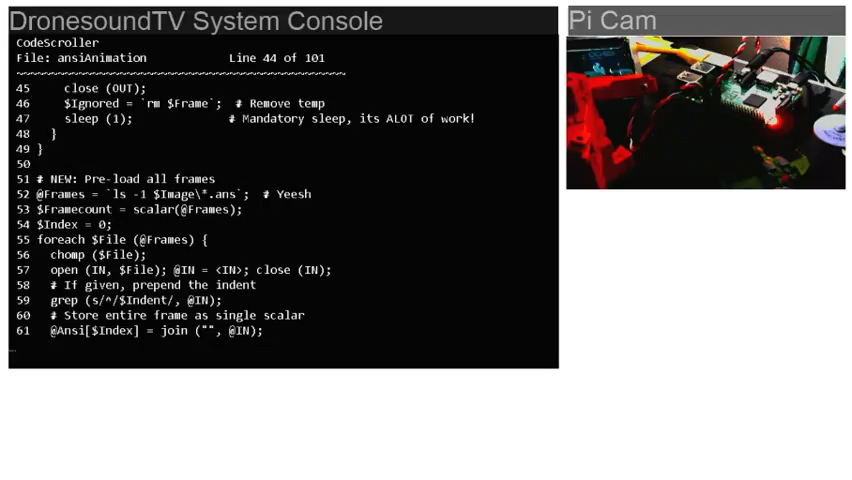 DronesoundTV System Console
Pi Cam
CodeScroller
File: ansiAnimation Line 44 of 101
~~~~~~~~~~~~~~~~~~~~~~~~~~~~~~~~~~~~~~~~~~~~~~~~
45 close (OUT);
46 $Ignored = `rm $Frame`; # Remove temp
47 sleep (1); # Mandatory sleep, its ALOT of work!
48 }
49 }
50
51 # NEW: Pre-load all frames
52 @Frames = `ls -1 $Image\*.ans`; # Yeesh
53 $Framecount = scalar(@Frames);
54 $Index = 0;
55 foreach $File (@Frames) {
56 chomp ($File);
57 open (IN, $File); @IN = <IN>; close (IN);
58 # If given, prepend the indent
59 grep (s/^/$Indent/, @IN);
60 # Store entire frame as single scalar
61 @Ansi[$Index] = join ("", @IN);